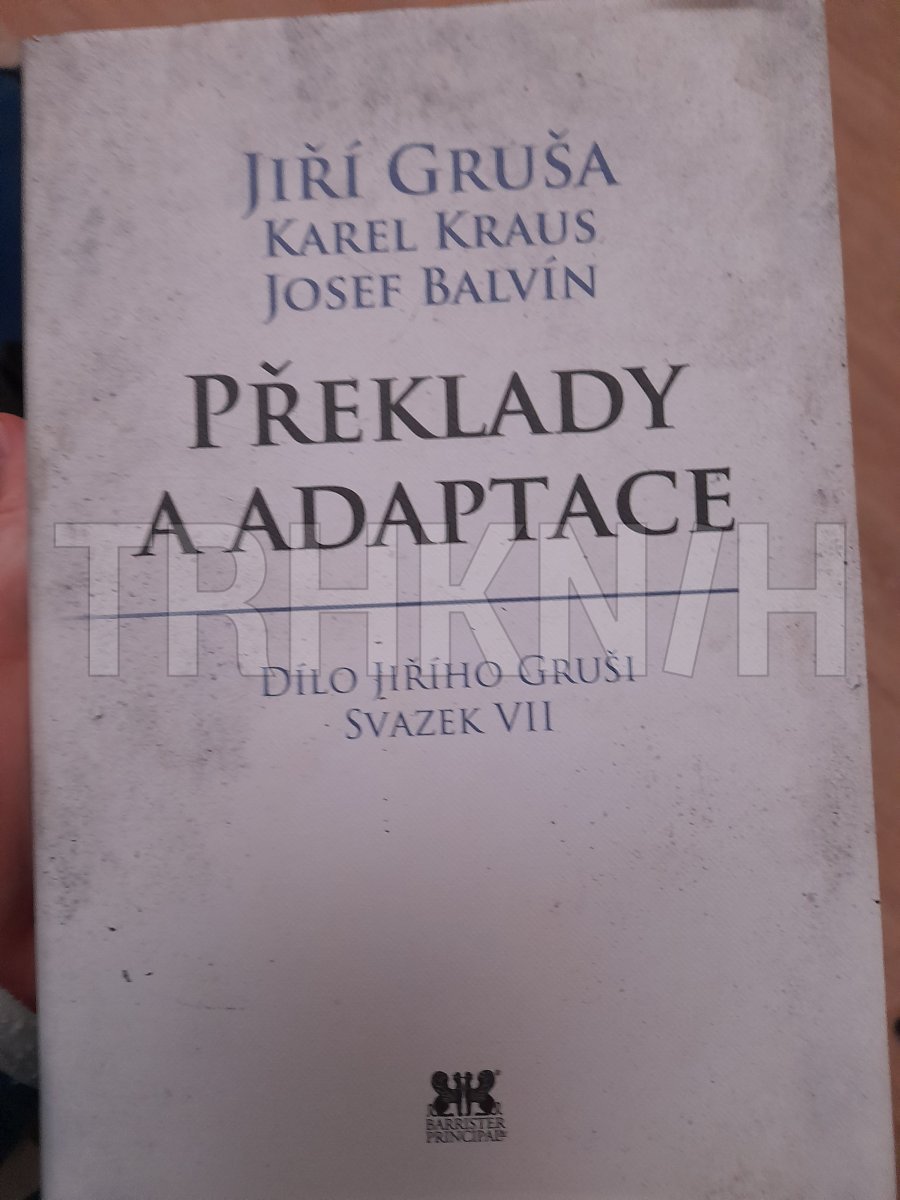 Jiří Gruša
Karel Kraus
Josef Balvín
Překlady
a adaptace
TRHKNIH
Dílo Jiřího Gruši
Svazek VII
BARRISTER
PRINCIPAL